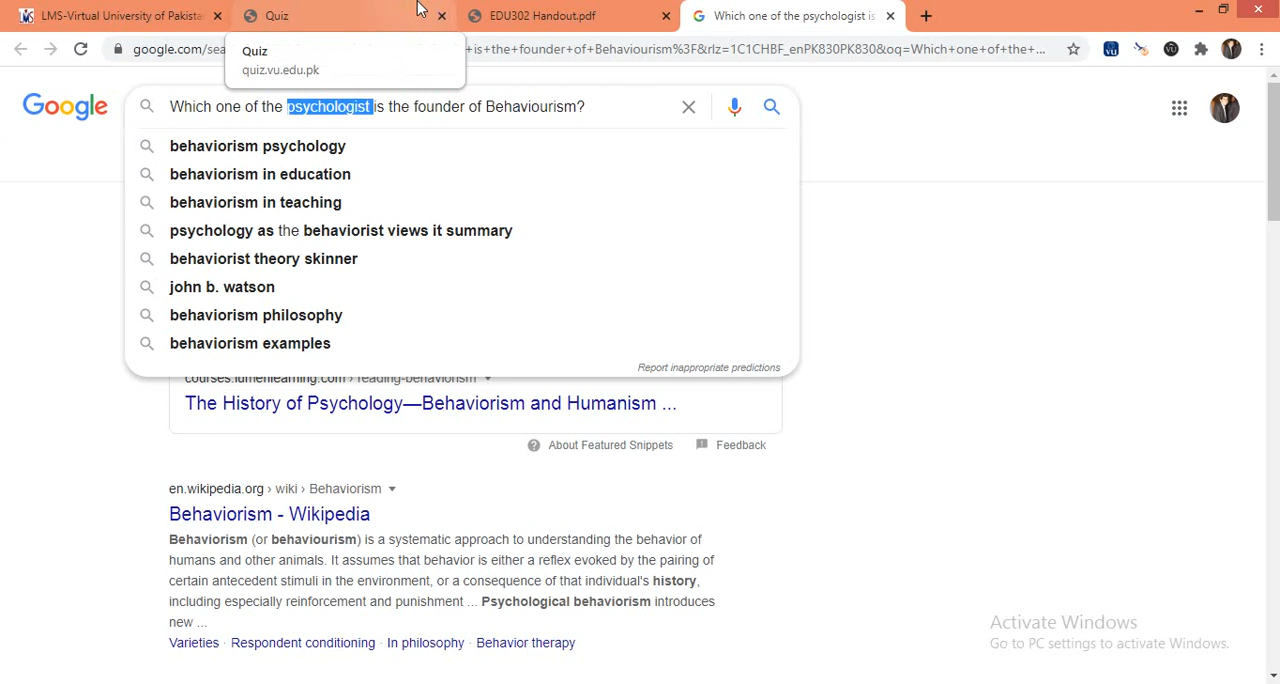 LMS-Virtual University of Pakista
Quiz
EDU302 Handout.pdf
Which one of the psychologist is
google.com/sea
+is+the+founder+of+Behaviourism%3F&rlz=1C1CHBF_enPK830PK830&oq=Which+one+of+the+...
Quiz
quiz.vu.edu.pk
Google
Which one of the psychologist is the founder of Behaviourism?
behaviorism psychology
behaviorism in education
behaviorism in teaching
psychology as the behaviorist views it summary
behaviorist theory skinner
john b. watson
behaviorism philosophy
behaviorism examples
Report inappropriate predictions
courses.lumenlearning.com › reading-behaviorism
The History of Psychology—Behaviorism and Humanism ...
About Featured Snippets
Feedback
en.wikipedia.org › wiki › Behaviorism
Behaviorism - Wikipedia
Behaviorism (or behaviourism) is a systematic approach to understanding the behavior of
humans and other animals. It assumes that behavior is either a reflex evoked by the pairing of
certain antecedent stimuli in the environment, or a consequence of that individual's history,
including especially reinforcement and punishment ... Psychological behaviorism introduces
new ...
Varieties · Respondent conditioning · In philosophy · Behavior therapy
Activate Windows
Go to PC settings to activate Windows.